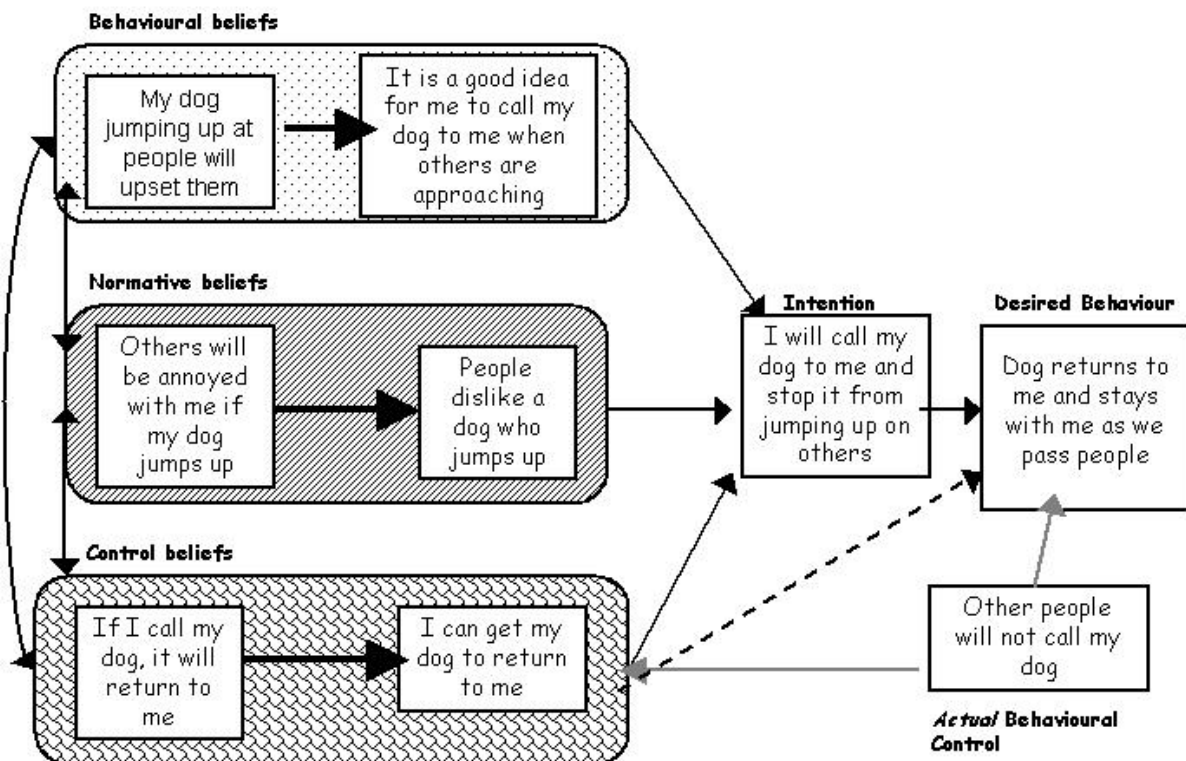 Behavioural beliefs
My dog
jumping up at
people will
upset them
It is a good idea
for me to call my
dog to me when
others are
approaching
Normative beliefs
Others will
be annoyed
with me if
my dog
jumps up
People
dislike a
dog who
jumps up
Intention
I will call my
dog to me and
stop it from
jumping up on
others
Desired Behaviour
Dog returns to
me and stays
with me as we
pass people
Control beliefs
If I call my
dog, it will
return to
me
I can get my
dog to return
to me
Other people
will not call my
dog
Actual Behavioural
Control